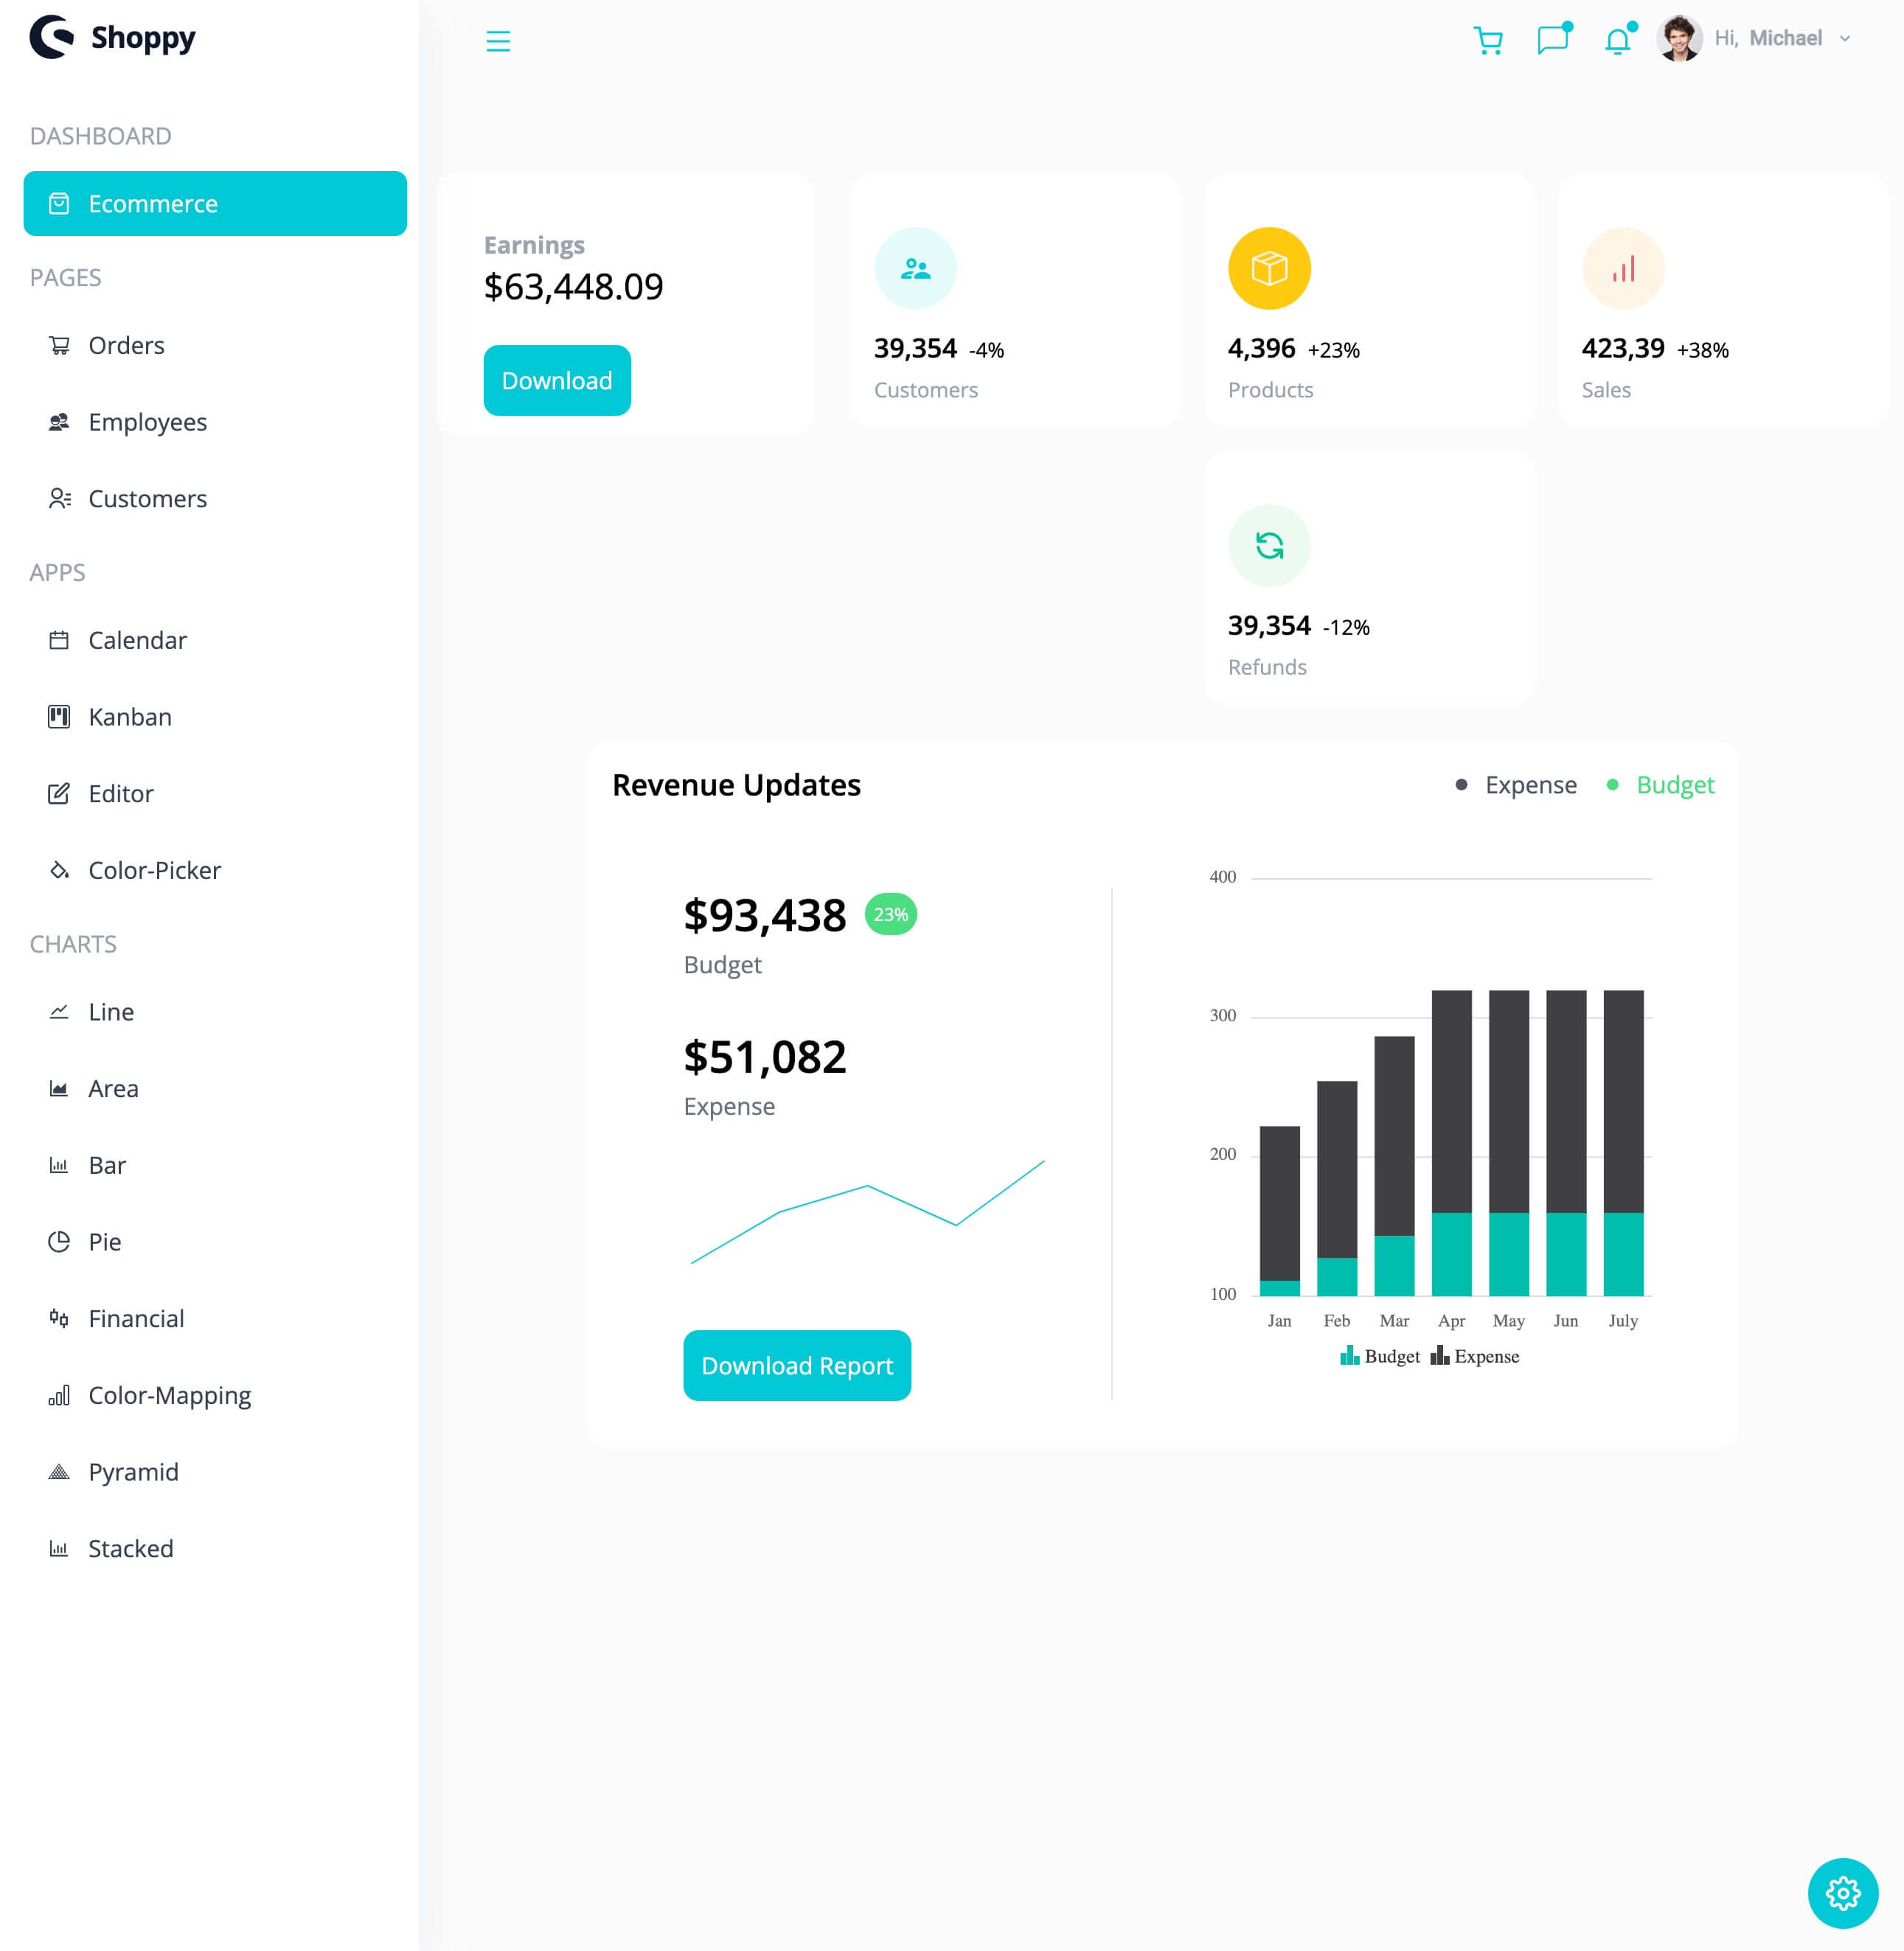 Shoppy
Hi, Michael
DASHBOARD
Ecommerce
PAGES
Orders
Employees
Customers
APPS
Calendar
Kanban
Editor
Color-Picker
CHARTS
Line
Area
Bar
Pie
Financial
Color-Mapping
Pyramid
Stacked
Earnings
$63,448.09
Download
39,354 -4%
Customers
4,396 +23%
Products
423,39 +38%
Sales
39,354 -12%
Refunds
Revenue Updates
Expense
Budget
$93,438 23%
Budget
$51,082
Expense
Download Report
400
300
200
100
Jan Feb Mar Apr May Jun July
Budget Expense